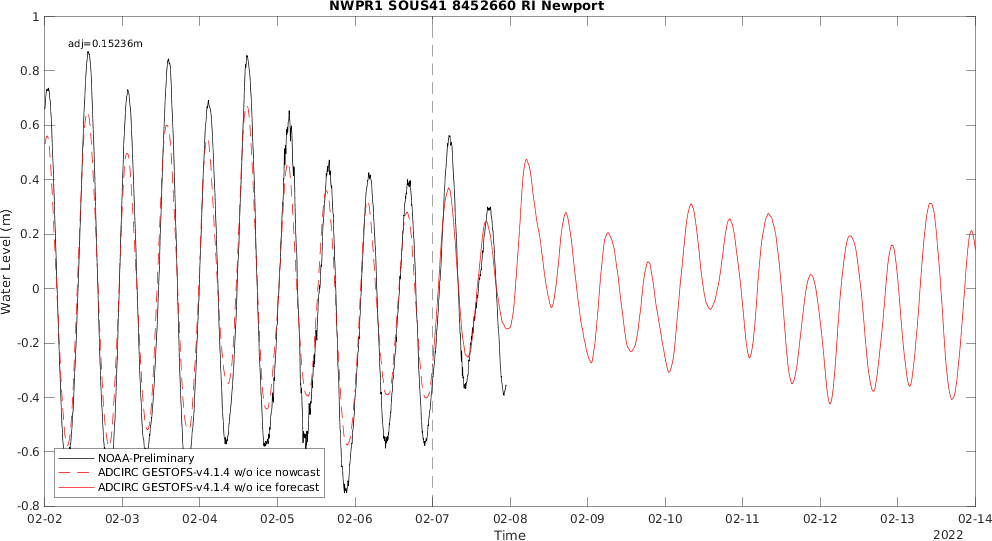 NWPR1 SOUS41 8452660 RI Newport
adj=0.15236m
1
0.8
0.6
0.4
0.2
0
-0.2
-0.4
-0.6
-0.8
Water Level (m)
NOAA-Preliminary
ADCIRC GESTOFS-v4.1.4 w/o ice nowcast
ADCIRC GESTOFS-v4.1.4 w/o ice forecast
02-02 02-03 02-04 02-05 02-06 02-07 02-08 02-09 02-10 02-11 02-12 02-13 02-14
Time
2022